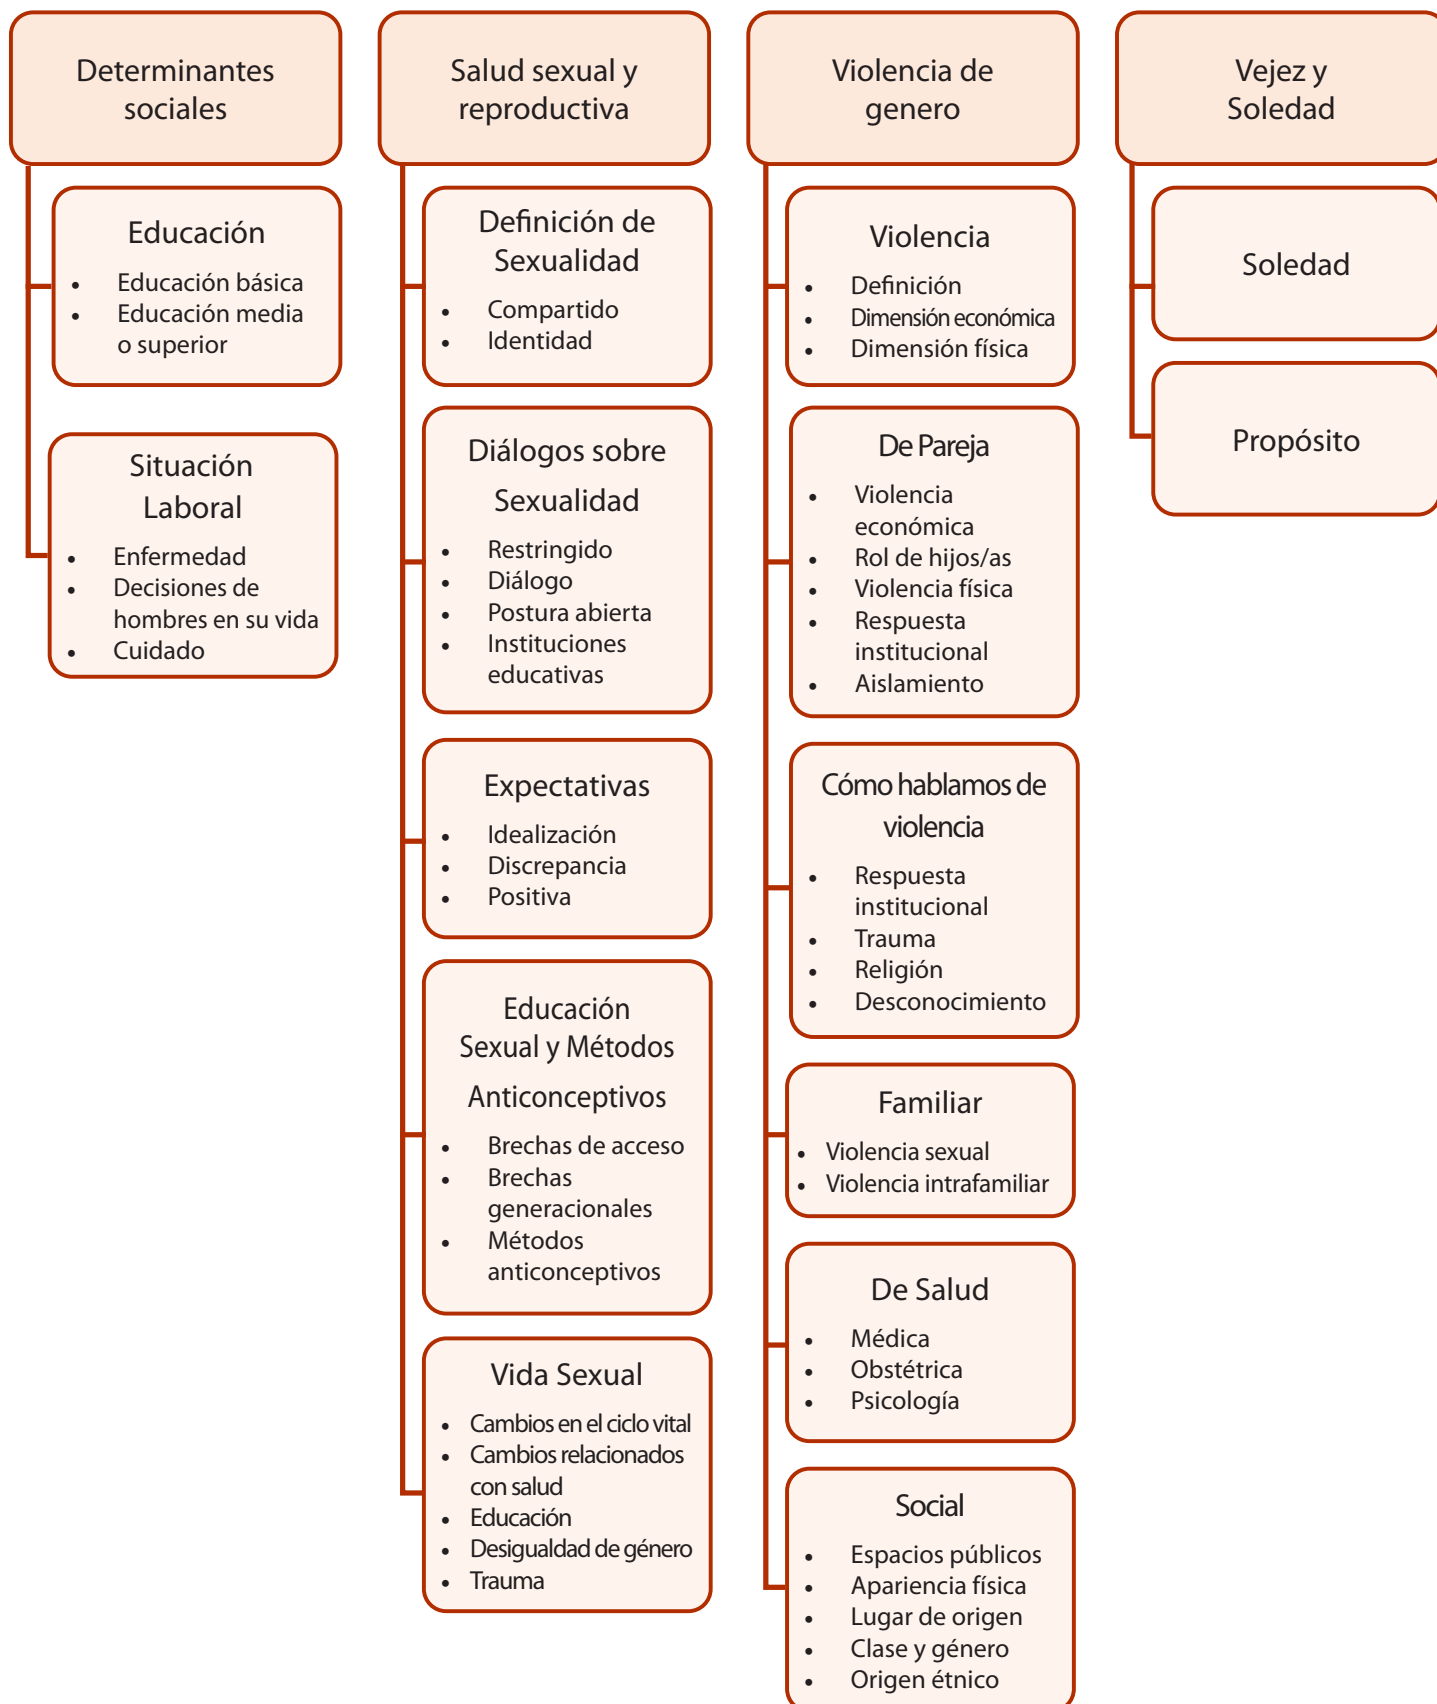 Determinantes
sociales
Educación
• Educación básica
• Educación media
o superior
Situación
Laboral
• Enfermedad
• Decisiones de
hombres en su vida
• Cuidado
Salud sexual y
reproductiva
Definición de
Sexualidad
• Compartido
• Identidad
Diálogos sobre
Sexualidad
• Restringido
• Diálogo
• Postura abierta
• Instituciones
educativas
Expectativas
• Idealización
• Discrepancia
• Positiva
Educación
Sexual y Métodos
Anticonceptivos
• Brechas de acceso
• Brechas
generacionales
• Métodos
anticonceptivos
Vida Sexual
• Cambios en el ciclo vital
• Cambios relacionados
con salud
• Educación
• Desigualdad de género
• Trauma
Violencia de
genero
Violencia
• Definición
• Dimensión económica
• Dimensión física
De Pareja
• Violencia
económica
• Rol de hijos/as
• Violencia física
• Respuesta
institucional
• Aislamiento
Cómo hablamos de
violencia
• Respuesta
institucional
• Trauma
• Religión
• Desconocimiento
Familiar
• Violencia sexual
• Violencia intrafamiliar
De Salud
• Médica
• Obstétrica
• Psicología
Social
• Espacios públicos
• Apariencia física
• Lugar de origen
• Clase y género
• Origen étnico
Vejez y
Soledad
Soledad
Propósito